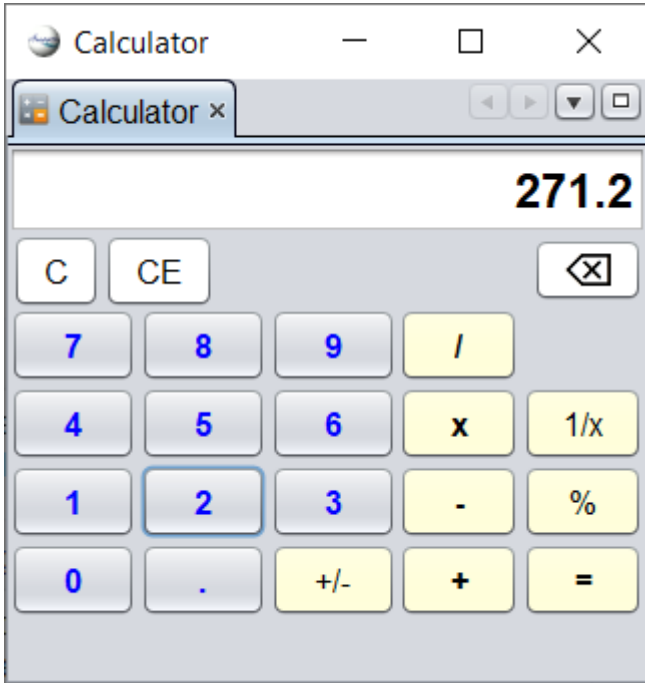 Calculator
Calculator ×
271.2
C CE
7 8 9 /
4 5 6 x 1/x
1 2 3 - %
0 . +/- + =